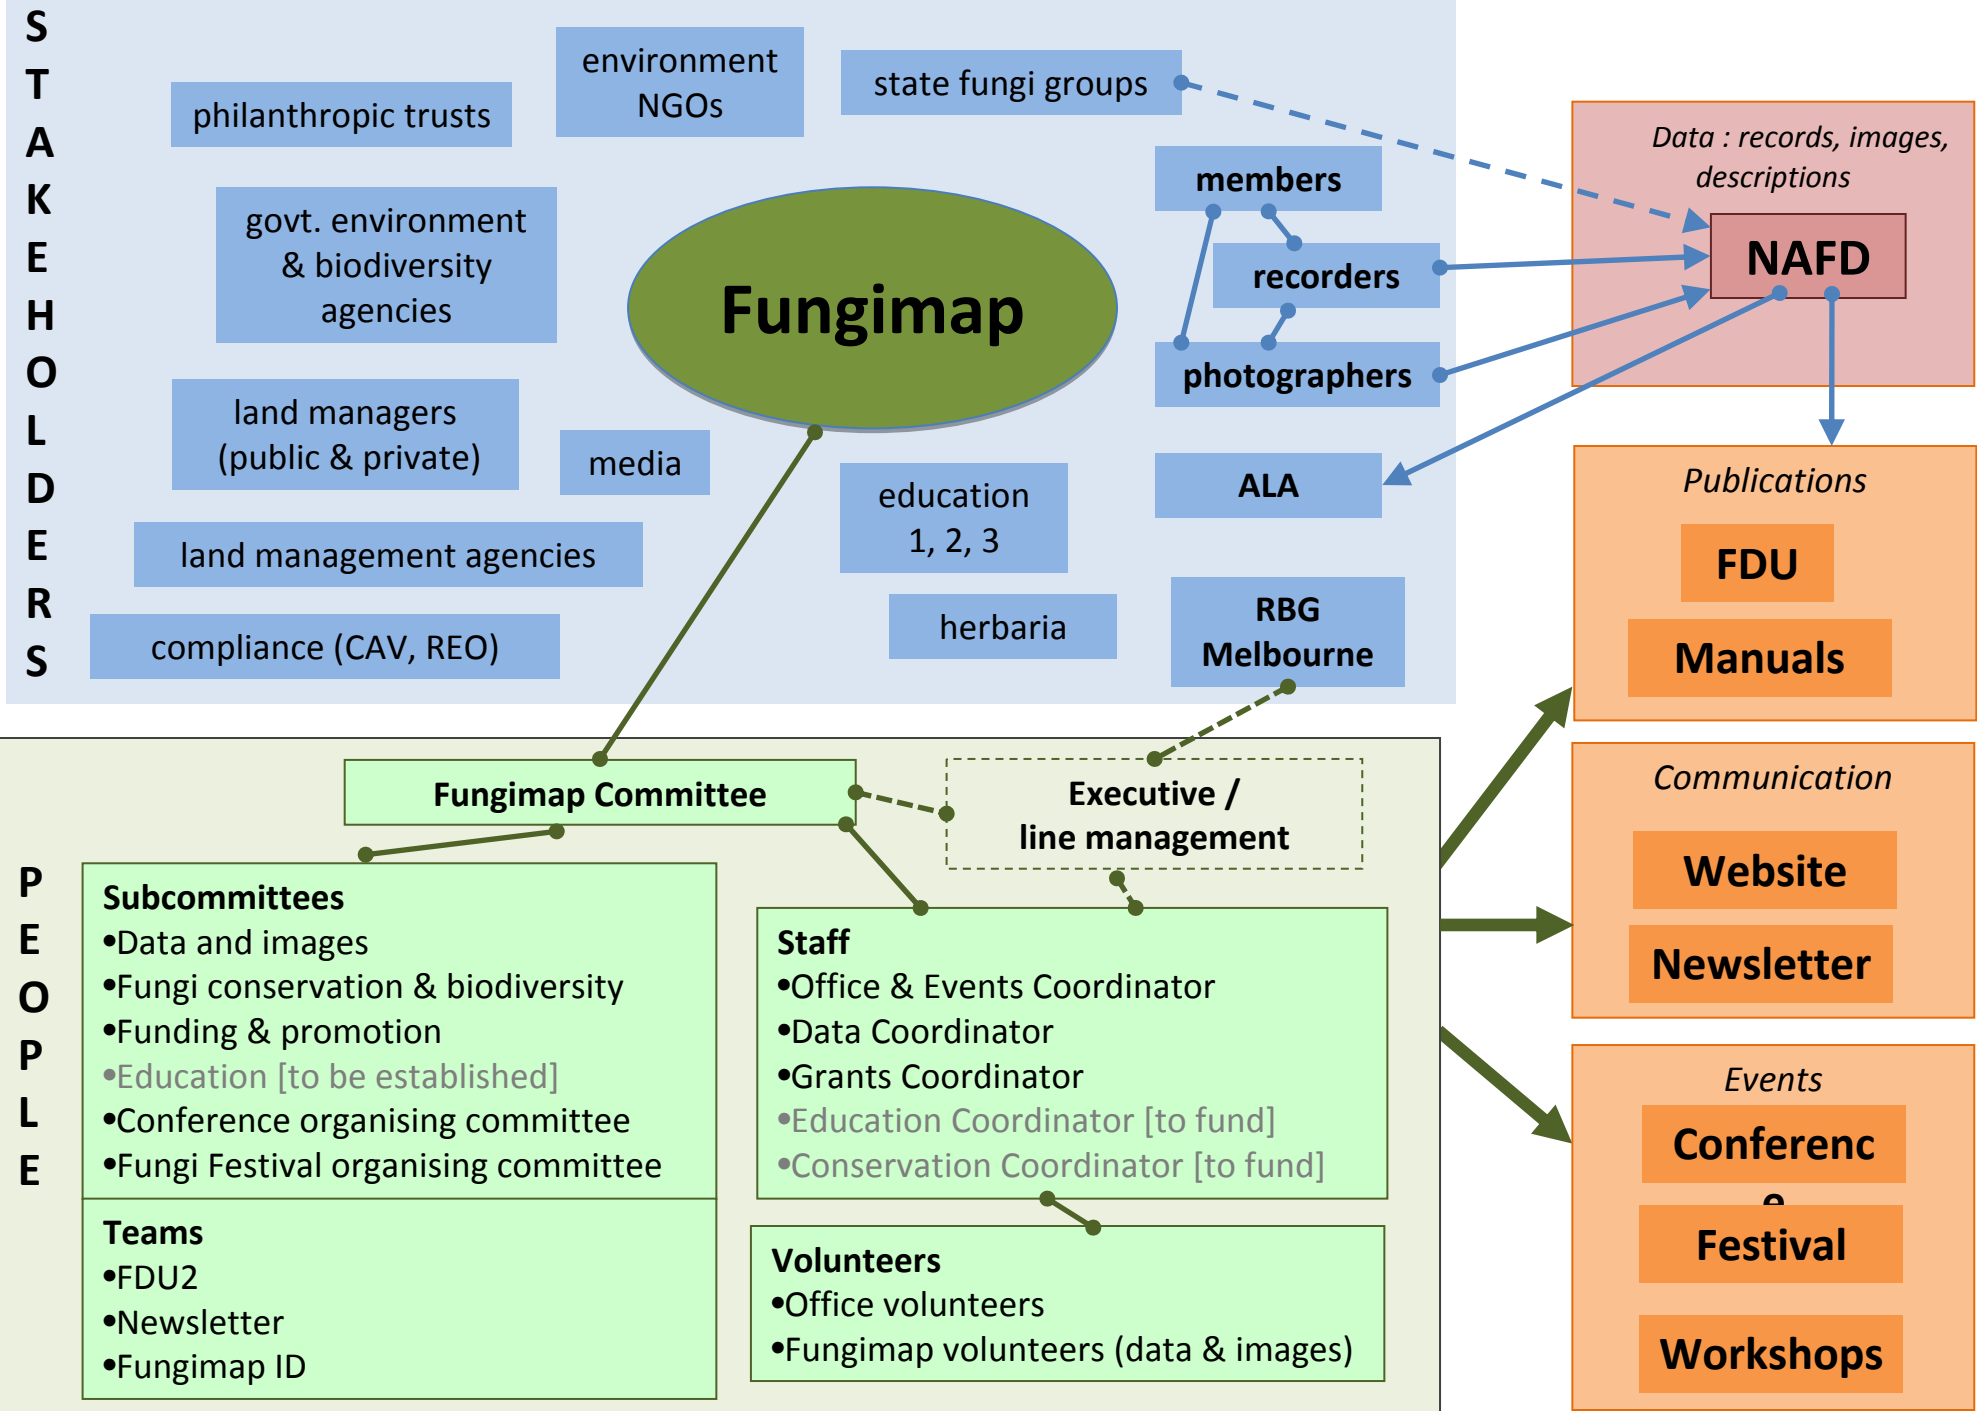 STAKEHOLDERS
environment
NGOs
state fungi groups
philanthropic trusts
members
govt. environment
& biodiversity
agencies
Fungimap
recorders
photographers
land managers
(public & private)
media
education
1, 2, 3
ALA
land management agencies
herbaria
RBG
Melbourne
compliance (CAV, REO)
Data : records, images,
descriptions
NAFD
Publications
FDU
Manuals
Communication
Website
Newsletter
Events
Conferenc
e
Festival
Workshops
PEOPLE
Fungimap Committee
Executive /
line management
Subcommittees
•Data and images
•Fungi conservation & biodiversity
•Funding & promotion
•Education [to be established]
•Conference organising committee
•Fungi Festival organising committee
Teams
•FDU2
•Newsletter
•Fungimap ID
Staff
•Office & Events Coordinator
•Data Coordinator
•Grants Coordinator
•Education Coordinator [to fund]
•Conservation Coordinator [to fund]
Volunteers
•Office volunteers
•Fungimap volunteers (data & images)